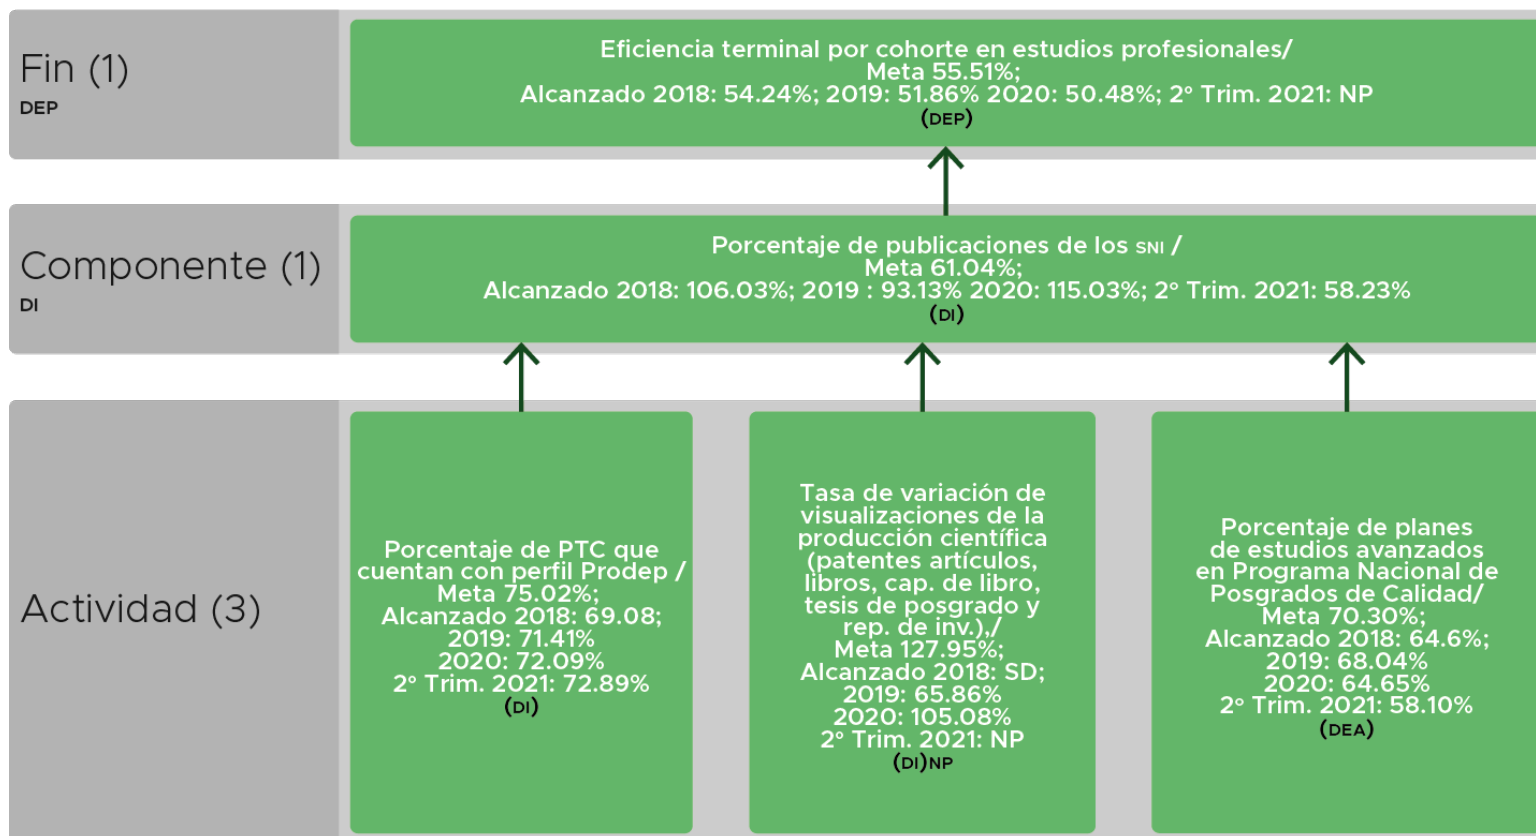 Fin (1)
DEP
Eficiencia terminal por cohorte en estudios profesionales/
Meta 55.51%;
Alcanzado 2018: 54.24%; 2019: 51.86% 2020: 50.48%; 2° Trim. 2021: NP
(DEP)
Componente (1)
DI
Porcentaje de publicaciones de los SNI /
Meta 61.04%;
Alcanzado 2018: 106.03%; 2019 : 93.13% 2020: 115.03%; 2° Trim. 2021: 58.23%
(DI)
Actividad (3)
Porcentaje de PTC que
cuentan con perfil Prodep /
Meta 75.02%;
Alcanzado 2018: 69.08;
2019: 71.41%
2020: 72.09%
2° Trim. 2021: 72.89%
(DI)
Tasa de variación de
visualizaciones de la
producción científica
(patentes artículos,
libros, cap. de libro,
tesis de posgrado y
rep. de inv.),/
Meta 127.95%;
Alcanzado 2018: SD;
2019: 65.86%
2020: 105.08%
2° Trim. 2021: NP
(DI)NP
Porcentaje de planes
de estudios avanzados
en Programa Nacional de
Posgrados de Calidad/
Meta 70.30%;
Alcanzado 2018: 64.6%;
2019: 68.04%
2020: 64.65%
2° Trim. 2021: 58.10%
(DEA)